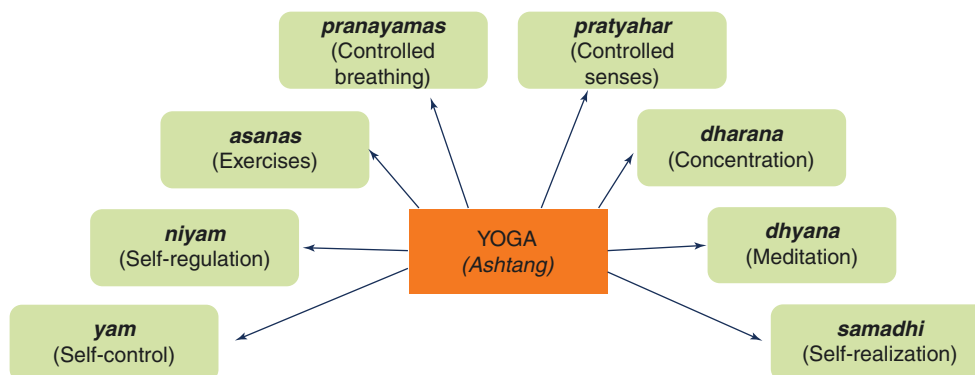 pranayamas
(Controlled
breathing)
pratyahar
(Controlled
senses)
asanas
(Exercises)
dharana
(Concentration)
niyam
(Self-regulation)
YOGA
(Ashtang)
dhyana
(Meditation)
yam
(Self-control)
samadhi
(Self-realization)